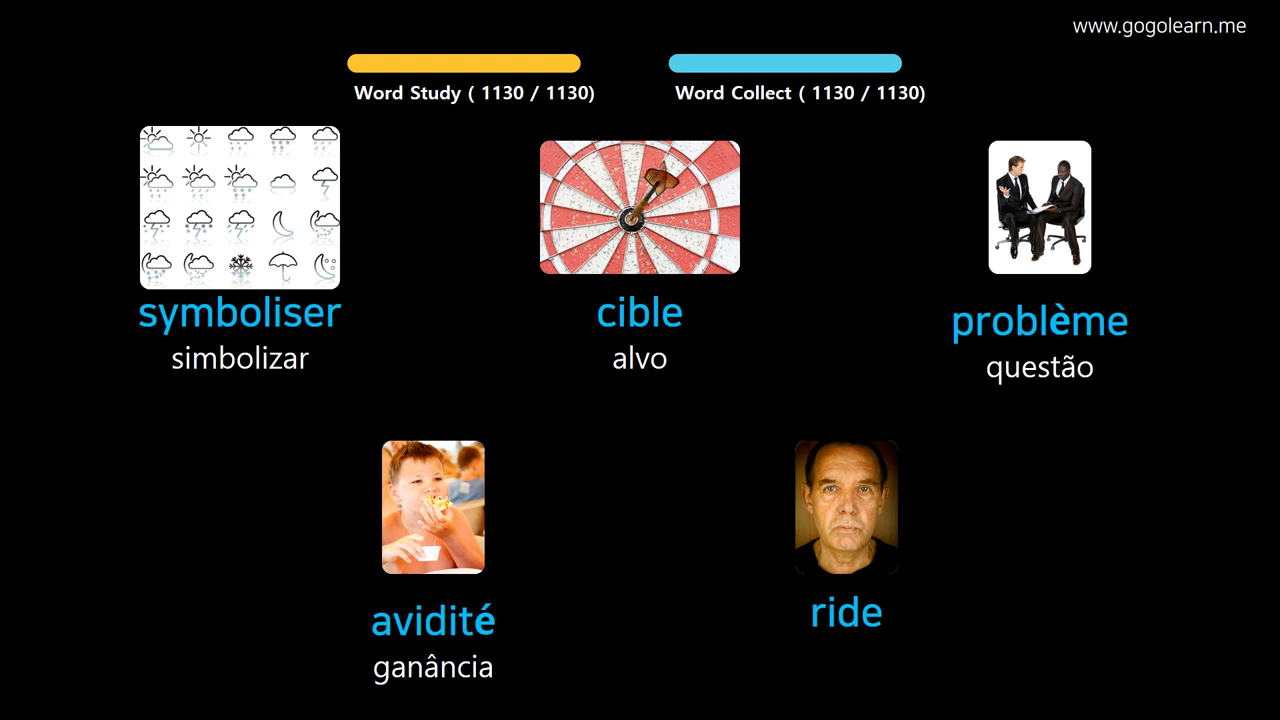 www.gogolearn.me
Word Study ( 1130 / 1130)
Word Collect ( 1130 / 1130)
symboliser
simbolizar
cible
alvo
problème
questão
avidité
ganância
ride